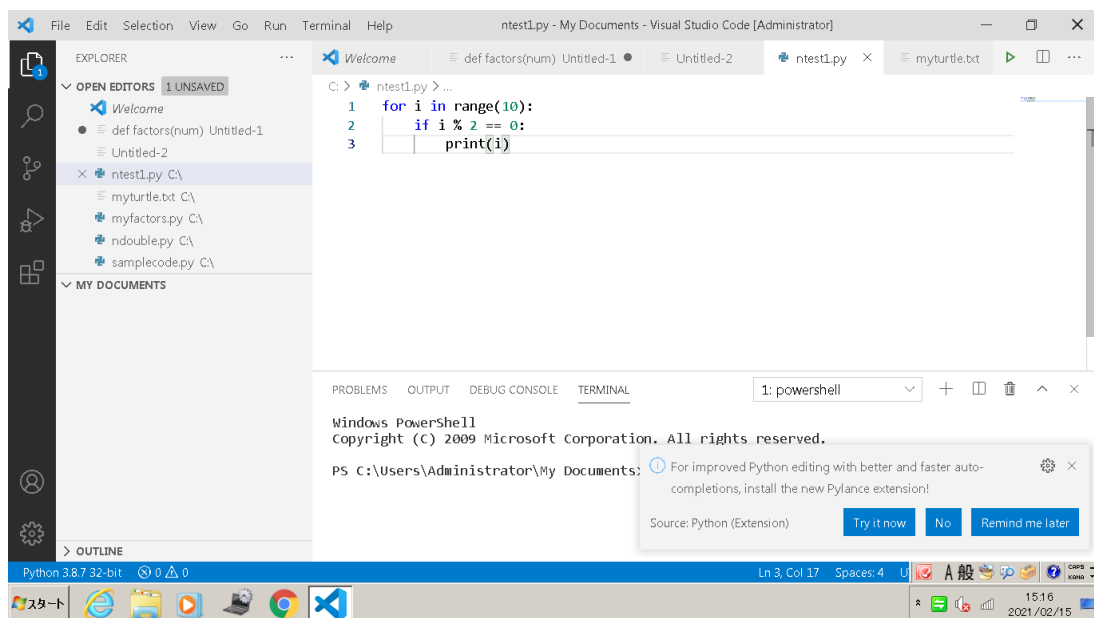 File Edit Selection View Go Run Terminal Help ntest1.py - My Documents - Visual Studio Code [Administrator]
EXPLORER
OPEN EDITORS 1 UNSAVED
Welcome
def factors(num) Untitled-1
Untitled-2
ntest1.py C:\
myturtle.txt C:\
myfactors.py C:\
ndouble.py C:\
samplecode.py C:\
MY DOCUMENTS
OUTLINE
Welcome def factors(num) Untitled-1 Untitled-2 ntest1.py myturtle.txt
C: > ntest1.py > ...
1 for i in range(10):
2 if i % 2 == 0:
3 print(i)
PROBLEMS OUTPUT DEBUG CONSOLE TERMINAL 1: powershell
Windows PowerShell
Copyright (C) 2009 Microsoft Corporation. All rights reserved.
PS C:\Users\Administrator\My Documents>
For improved Python editing with better and faster auto-
completions, install the new Pylance extension!
Source: Python (Extension) Try it now No Remind me later
Python 3.8.7 32-bit 0 0 Ln 3, Col 17 Spaces: 4 U A 般 CAPS
KANA
スタート 15:16
2021/02/15